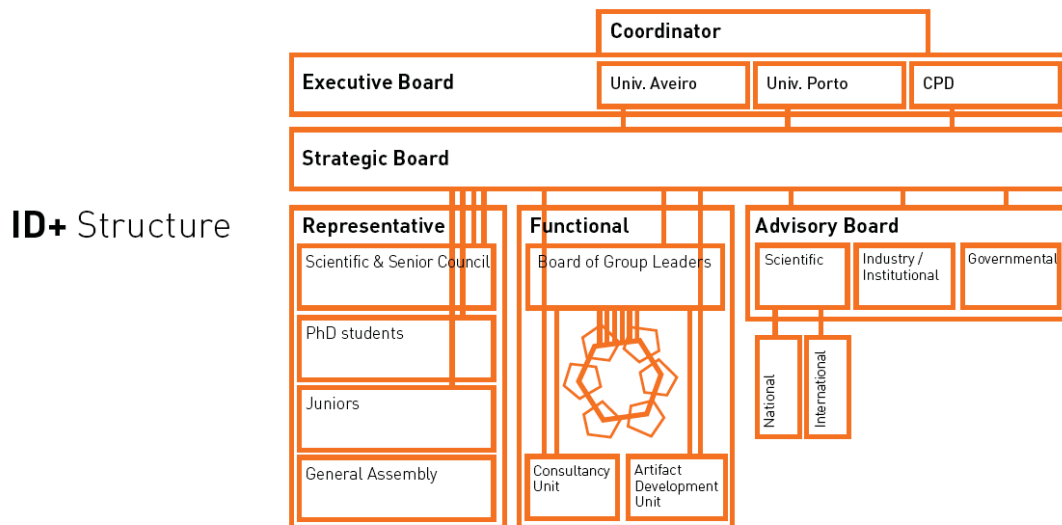 Coordinator
Executive Board
Univ. Aveiro
Univ. Porto
CPD
Strategic Board
ID+ Structure
Representative
Scientific & Senior Council
PhD students
Juniors
General Assembly
Functional
Board of Group Leaders
Consultancy
Unit
Artifact
Development
Unit
Advisory Board
Scientific
Industry /
Institutional
Governmental
National
International